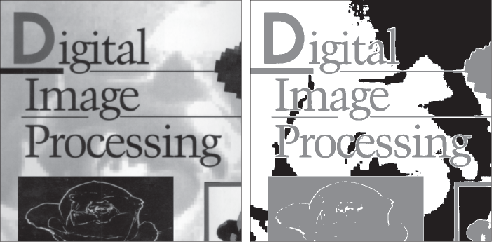 Digital
Image
Processing
Digital
Image
Processing